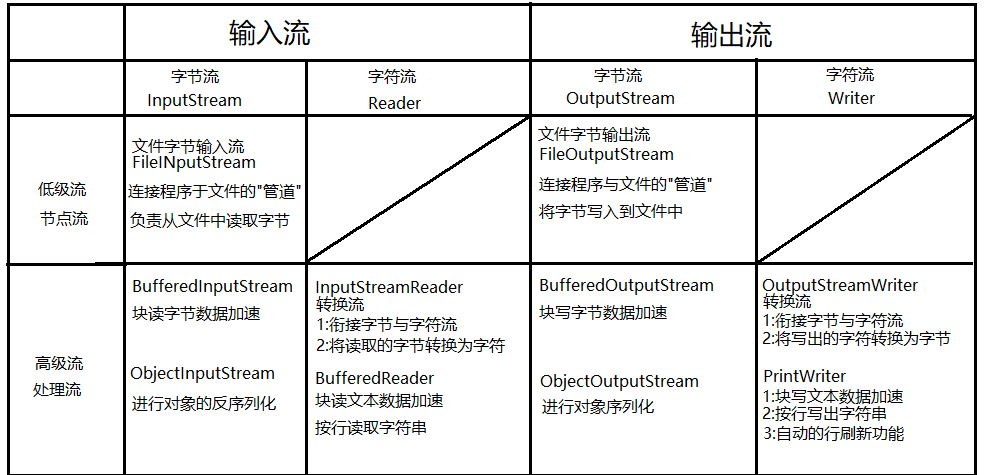 输入流
输出流
字节流
InputStream
字符流
Reader
字节流
OutputStream
字符流
Writer
低级流
节点流
文件字节输入流
FileINputStream
连接程序于文件的"管道"
负责从文件中读取字节
文件字节输出流
FileOutputStream
连接程序与文件的"管道"
将字节写入到文件中
高级流
处理流
BufferedInputStream
块读字节数据加速
ObjectInputStream
进行对象的反序列化
InputStreamReader
转换流
1:衔接字节与字符流
2:将读取的字节转换为字符
BufferedReader
块读文本数据加速
按行读取字符串
BufferedOutputStream
块写字节数据加速
ObjectOutputStream
进行对象序列化
OutputStreamWriter
转换流
1:衔接字节与字符流
2:将写出的字符转换为字节
PrintWriter
1:块写文本数据加速
2:按行写出字符串
3:自动的行刷新功能